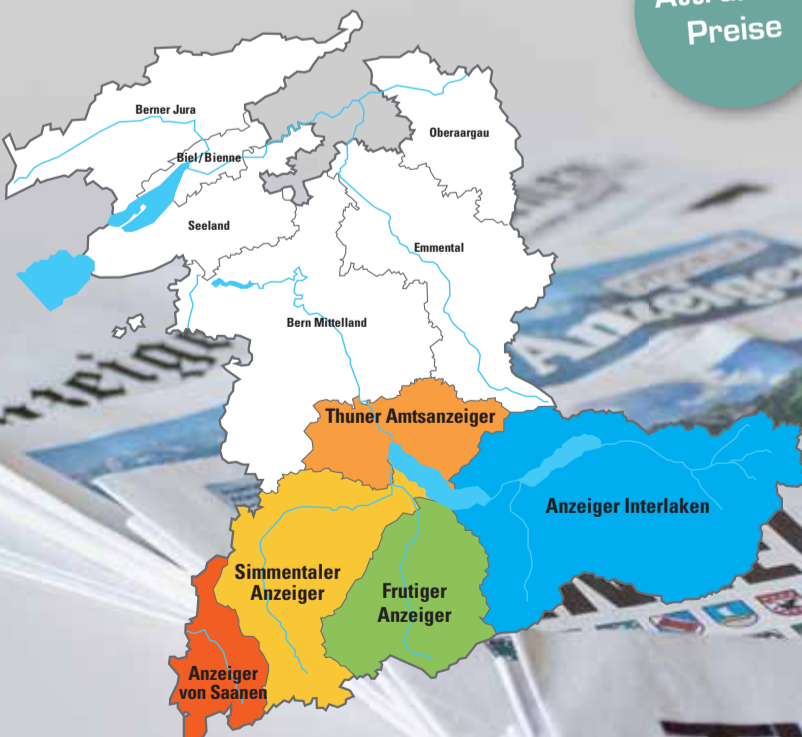 Preise
Berner Jura
Oberaargau
Biel/Bienne
Seeland
Emmental
Anzeiger
Bern Mittelland
Thuner Amtsanzeiger
Anzeiger Interlaken
Simmentaler
Anzeiger
Frutiger
Anzeiger
Anzeiger
von Saanen